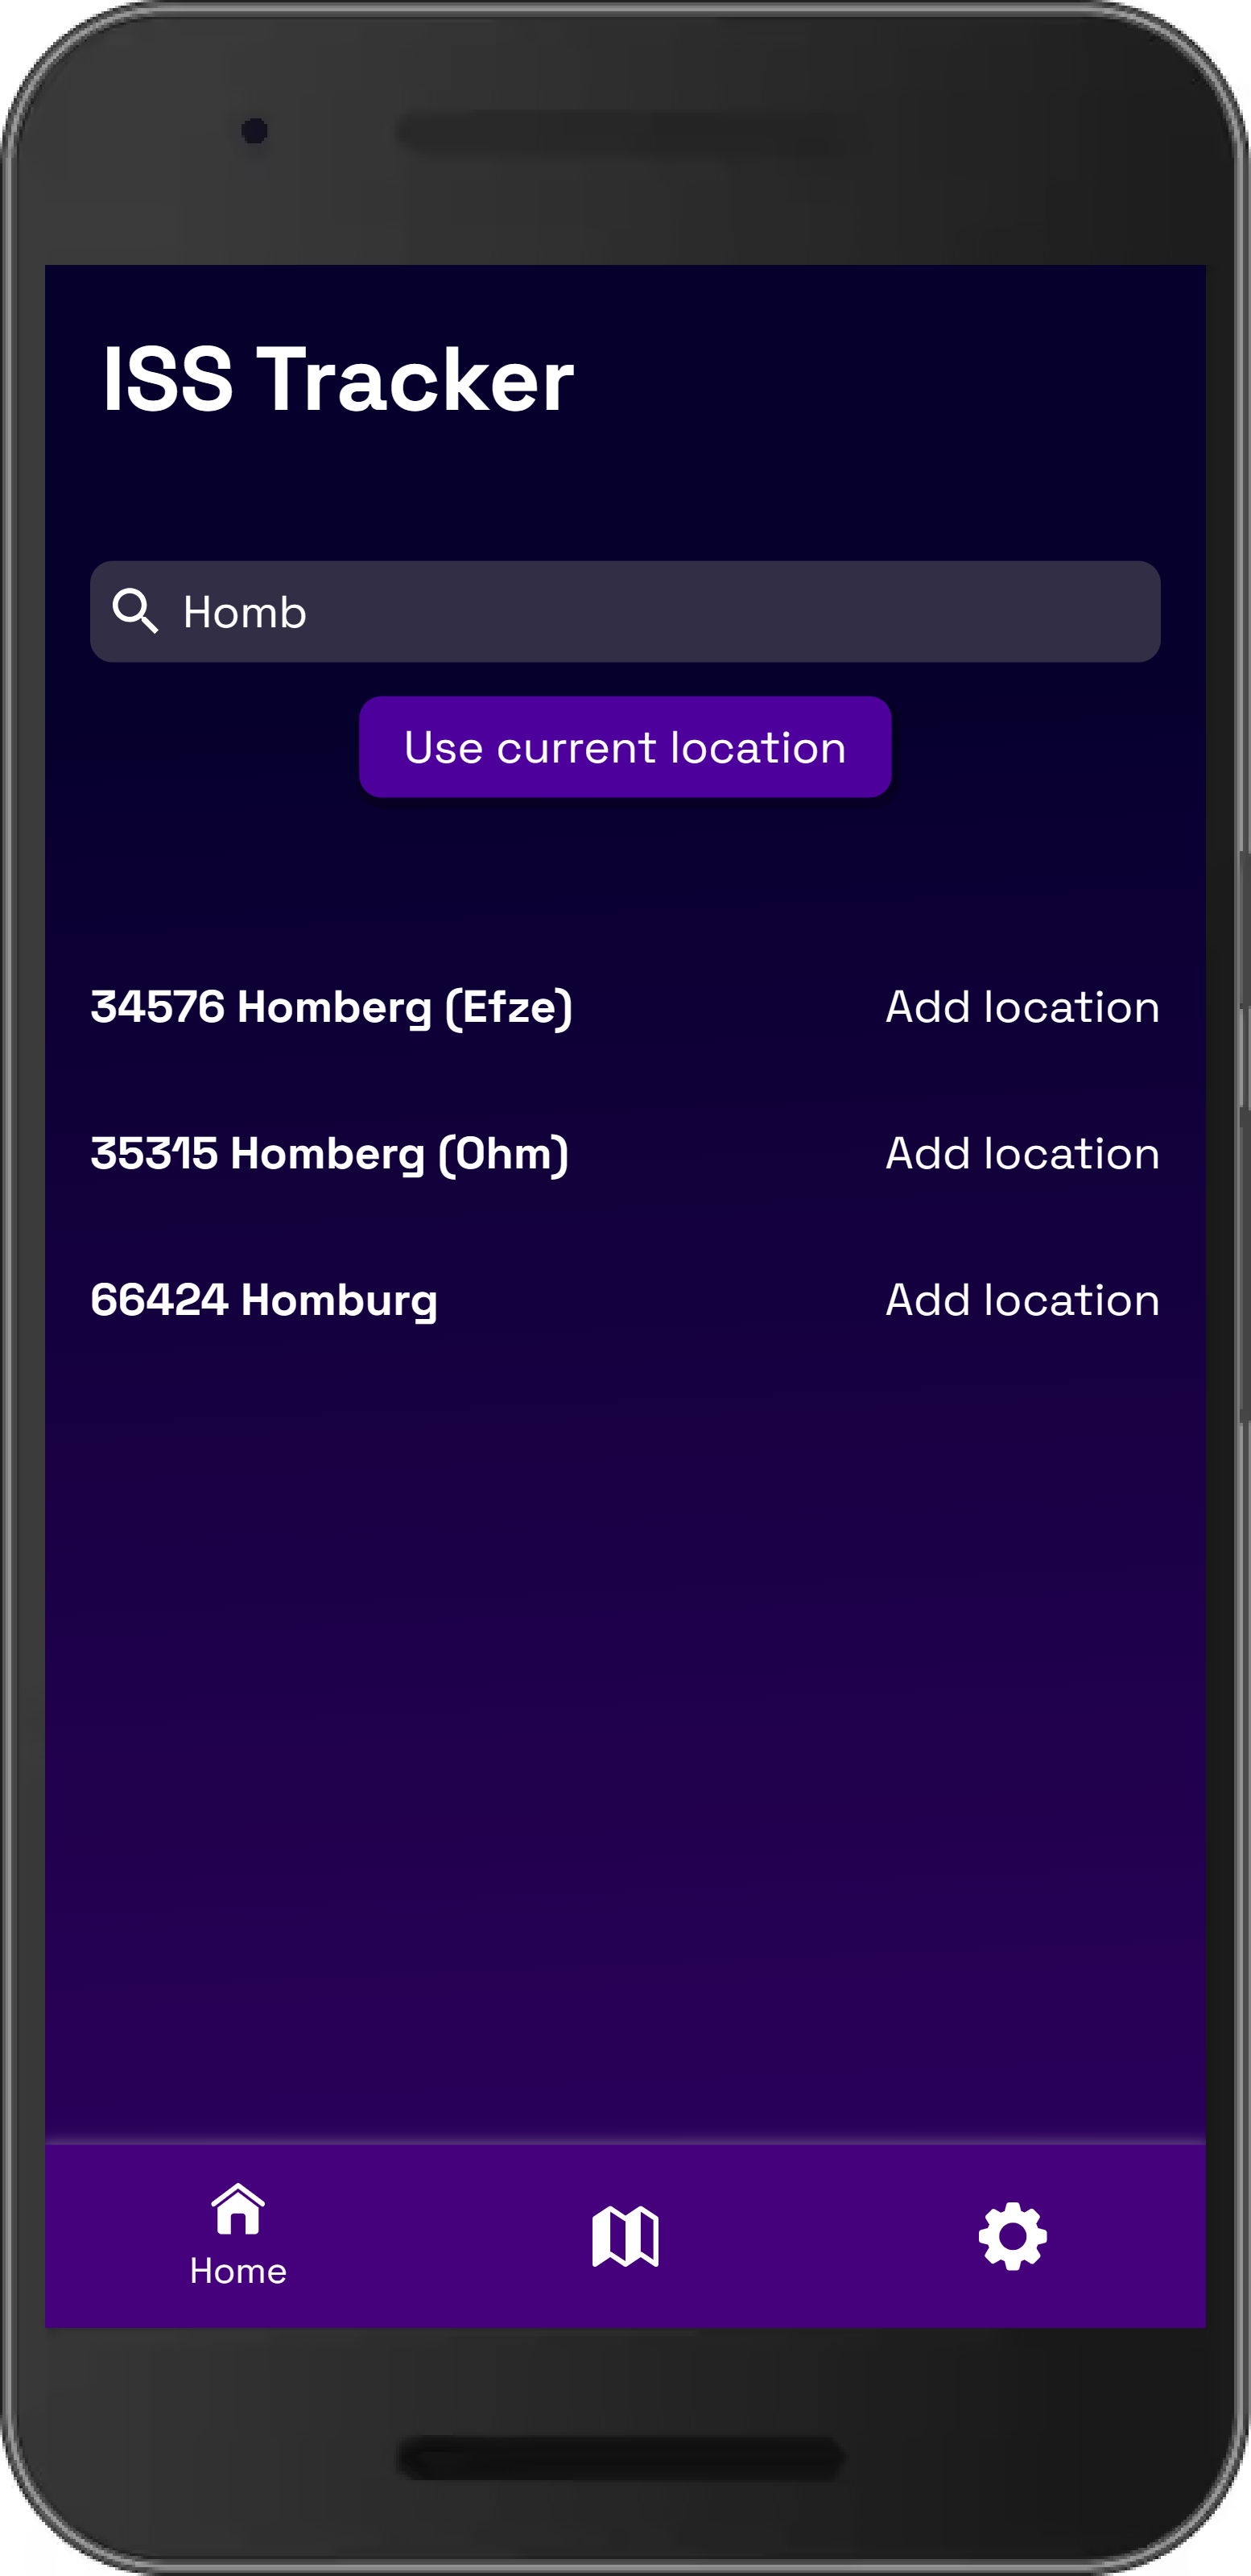 ISS Tracker
Homb
Use current location
34576 Homberg (Efze) Add location
35315 Homberg (Ohm) Add location
66424 Homburg Add location
Home